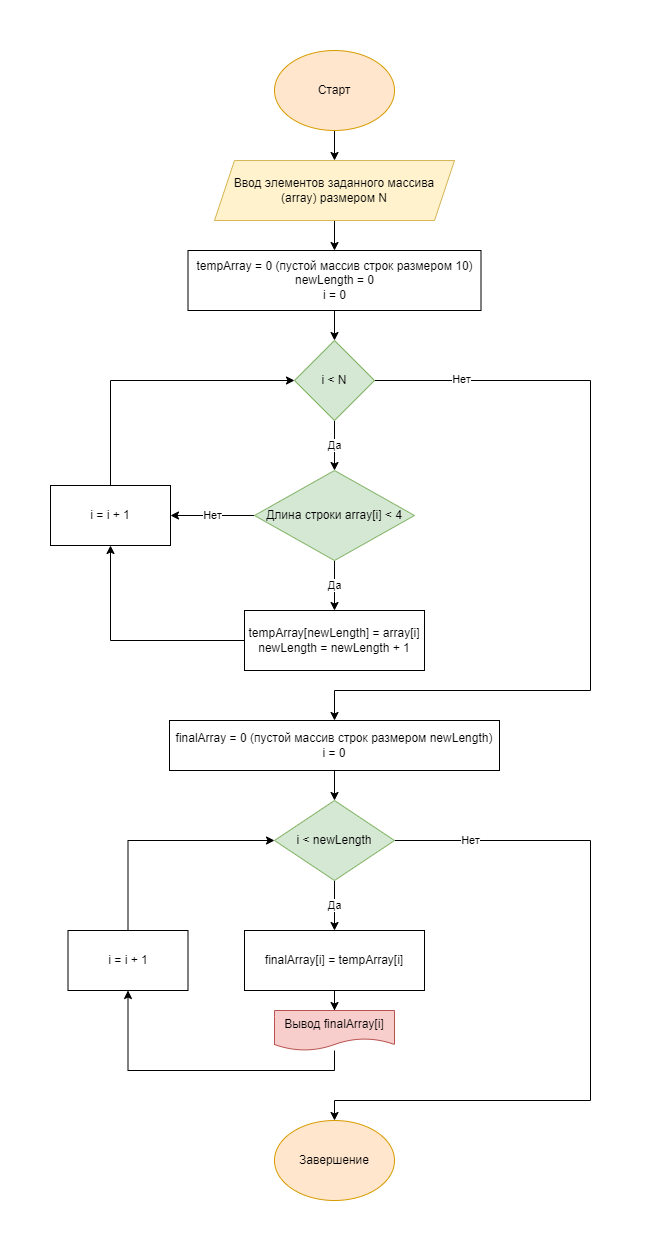 Старт
Ввод элементов заданного массива
(array) размером N
tempArray = 0 (пустой массив строк размером 10)
newLength = 0
i = 0
i < N
Нет
Да
i = i + 1
Нет
Длина строки array[i] < 4
Да
tempArray[newLength] = array[i]
newLength = newLength + 1
finalArray = 0 (пустой массив строк размером newLength)
i = 0
i < newLength
Нет
Да
i = i + 1
finalArray[i] = tempArray[i]
Вывод finalArray[i]
Завершение